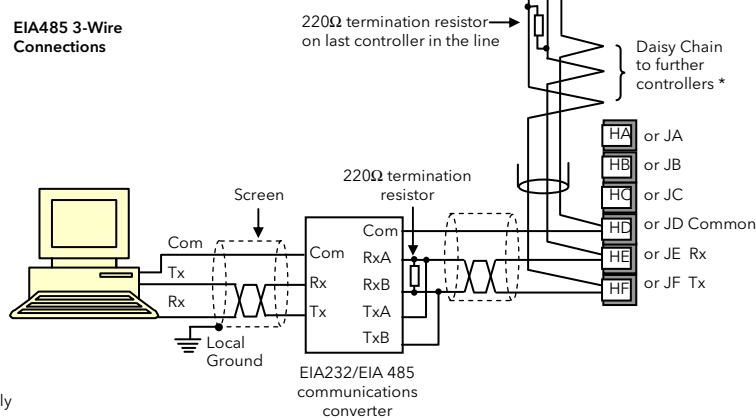 EIA485 3-Wire
Connections
220Ω termination resistor
on last controller in the line
Daisy Chain
to further
controllers *
HA or JA
HB or JB
HC or JC
HD or JD Common
HE or JE Rx
HF or JF Tx
220Ω termination
resistor
Screen
Com
Tx
Rx
Local
Ground
Com
Rx
Tx
Com
RxA
RxB
TxA
TxB
EIA232/EIA 485
communications
converter
ly